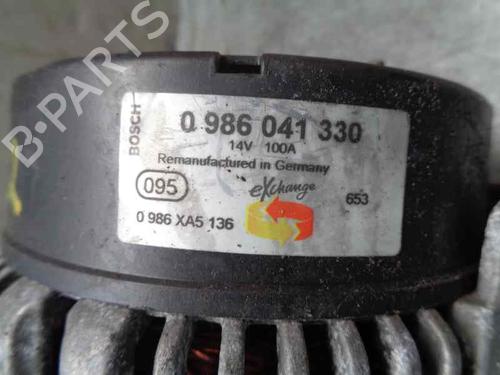 B-Parts
BOSCH
0 986 041 330
14V 100A
Remanufactured in Germany
095
eXchange
653
0 986 XA5 136